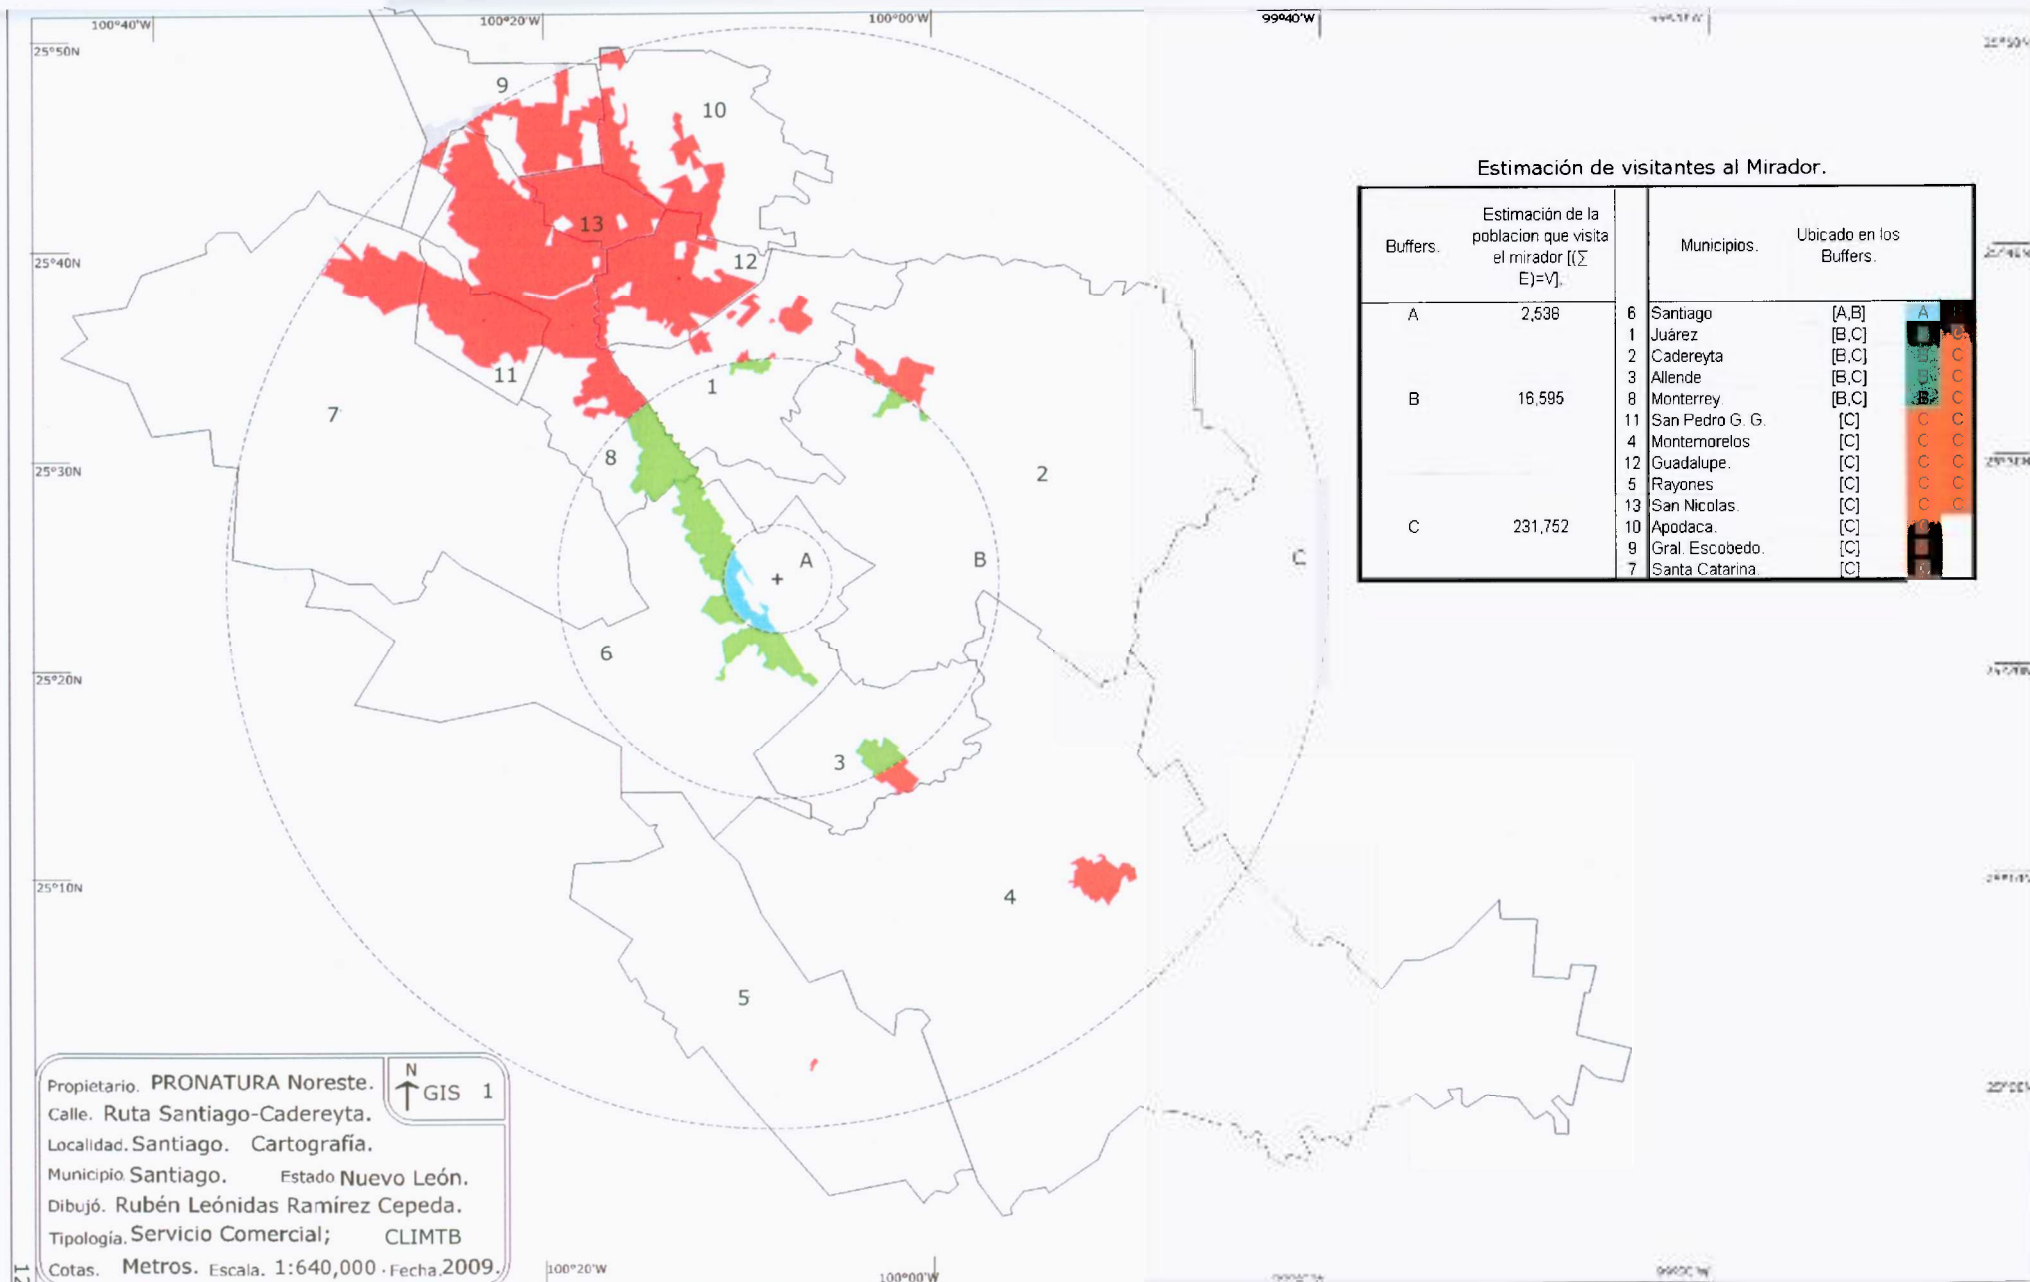 100°40'W 100°20'W 100°00'W 99°40'W
25°50N
9
10
13
25°40N
12
11
1
7
8
2
25°30N
A
B
C
6
25°20N
3
25°10N
4
5
Estimación de visitantes al Mirador.
Buffers. Estimación de la poblacion que visita el mirador [(∑ E)=V]. Municipios. Ubicado en los Buffers.
A 2,538 6 Santiago [A,B] A
1 Juárez [B,C] C
2 Cadereyta [B,C] B C
3 Allende [B,C] B C
B 16,595 8 Monterrey [B,C] B C
11 San Pedro G. G. [C] C C
4 Montemorelos [C] C C
12 Guadalupe. [C] C C
5 Rayones [C] C C
13 San Nicolas. [C] C C
C 231,752 10 Apodaca. [C]
9 Gral. Escobedo. [C]
7 Santa Catarina. [C]
Propietario. PRONATURA Noreste.
N
GIS 1
Calle. Ruta Santiago-Cadereyta.
Localidad. Santiago. Cartografía.
Municipio. Santiago. Estado Nuevo León.
Dibujó. Rubén Leónidas Ramírez Cepeda.
Tipología. Servicio Comercial; CLIMTB
Cotas. Metros. Escala. 1:640,000 · Fecha. 2009.
100°20'W 100°00'W